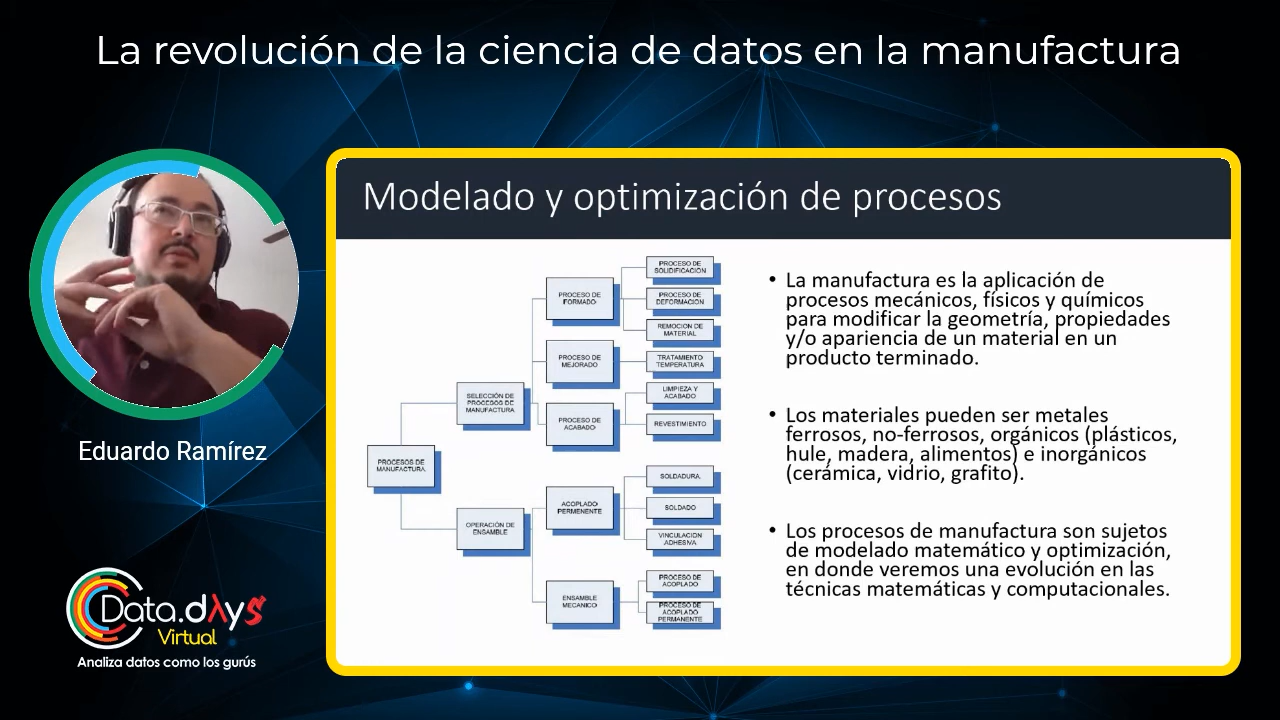 La revolución de la ciencia de datos en la manufactura
Eduardo Ramírez
Data.dλys
Virtual
Analiza datos como los gurús
Modelado y optimización de procesos
PROCESOS DE
MANUFACTURA.
SELECCIÓN DE
PROCESOS DE
MANUFACTURA
OPERACIÓN DE
ENSAMBLE
PROCESO DE
FORMADO
PROCESO DE
MEJORADO
PROCESO DE
ACABADO
ACOPLADO
PERMENENTE
ENSAMBLE
MECANICO
PROCESO DE
SOLIDIFICACION
PROCESO DE
DEFORMACION
REMOCION DE
MATERIAL
TRATAMIENTO
TEMPERATURA
LIMPIEZA Y
ACABADO
REVESTIMIENTO
SOLDADURA.
SOLDADO
VINCULACION
ADHESIVA
PROCESO DE
ACOPLADO
PROCESO DE
ACOPLADO
PERMANENTE
• La manufactura es la aplicación de
procesos mecánicos, físicos y químicos
para modificar la geometría, propiedades
y/o apariencia de un material en un
producto terminado.
• Los materiales pueden ser metales
ferrosos, no-ferrosos, orgánicos (plásticos,
hule, madera, alimentos) e inorgánicos
(cerámica, vidrio, grafito).
• Los procesos de manufactura son sujetos
de modelado matemático y optimización,
en donde veremos una evolución en las
técnicas matemáticas y computacionales.